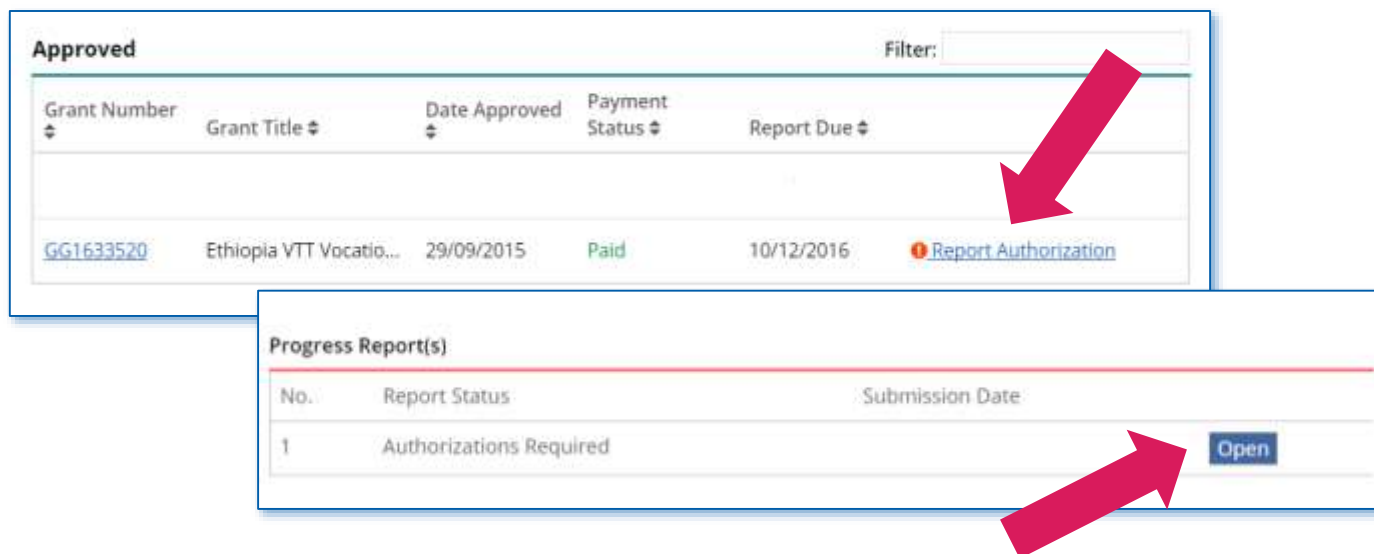 Approved Filter:
Grant Number Grant Title Date Approved Payment Status Report Due
GG1633520 Ethiopia VTT Vocatio... 29/09/2015 Paid 10/12/2016 Report Authorization
Progress Report(s)
No. Report Status Submission Date
1 Authorizations Required Open